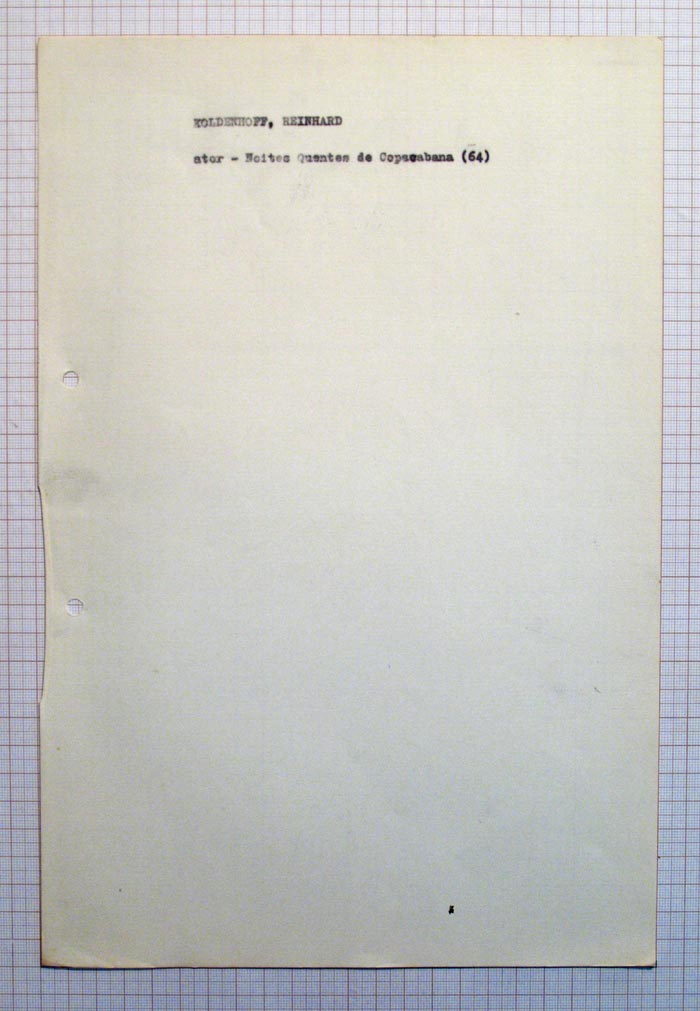 KOLDENHOFF, REINHARD
ator - Noites Quentes de Copacabana (64)